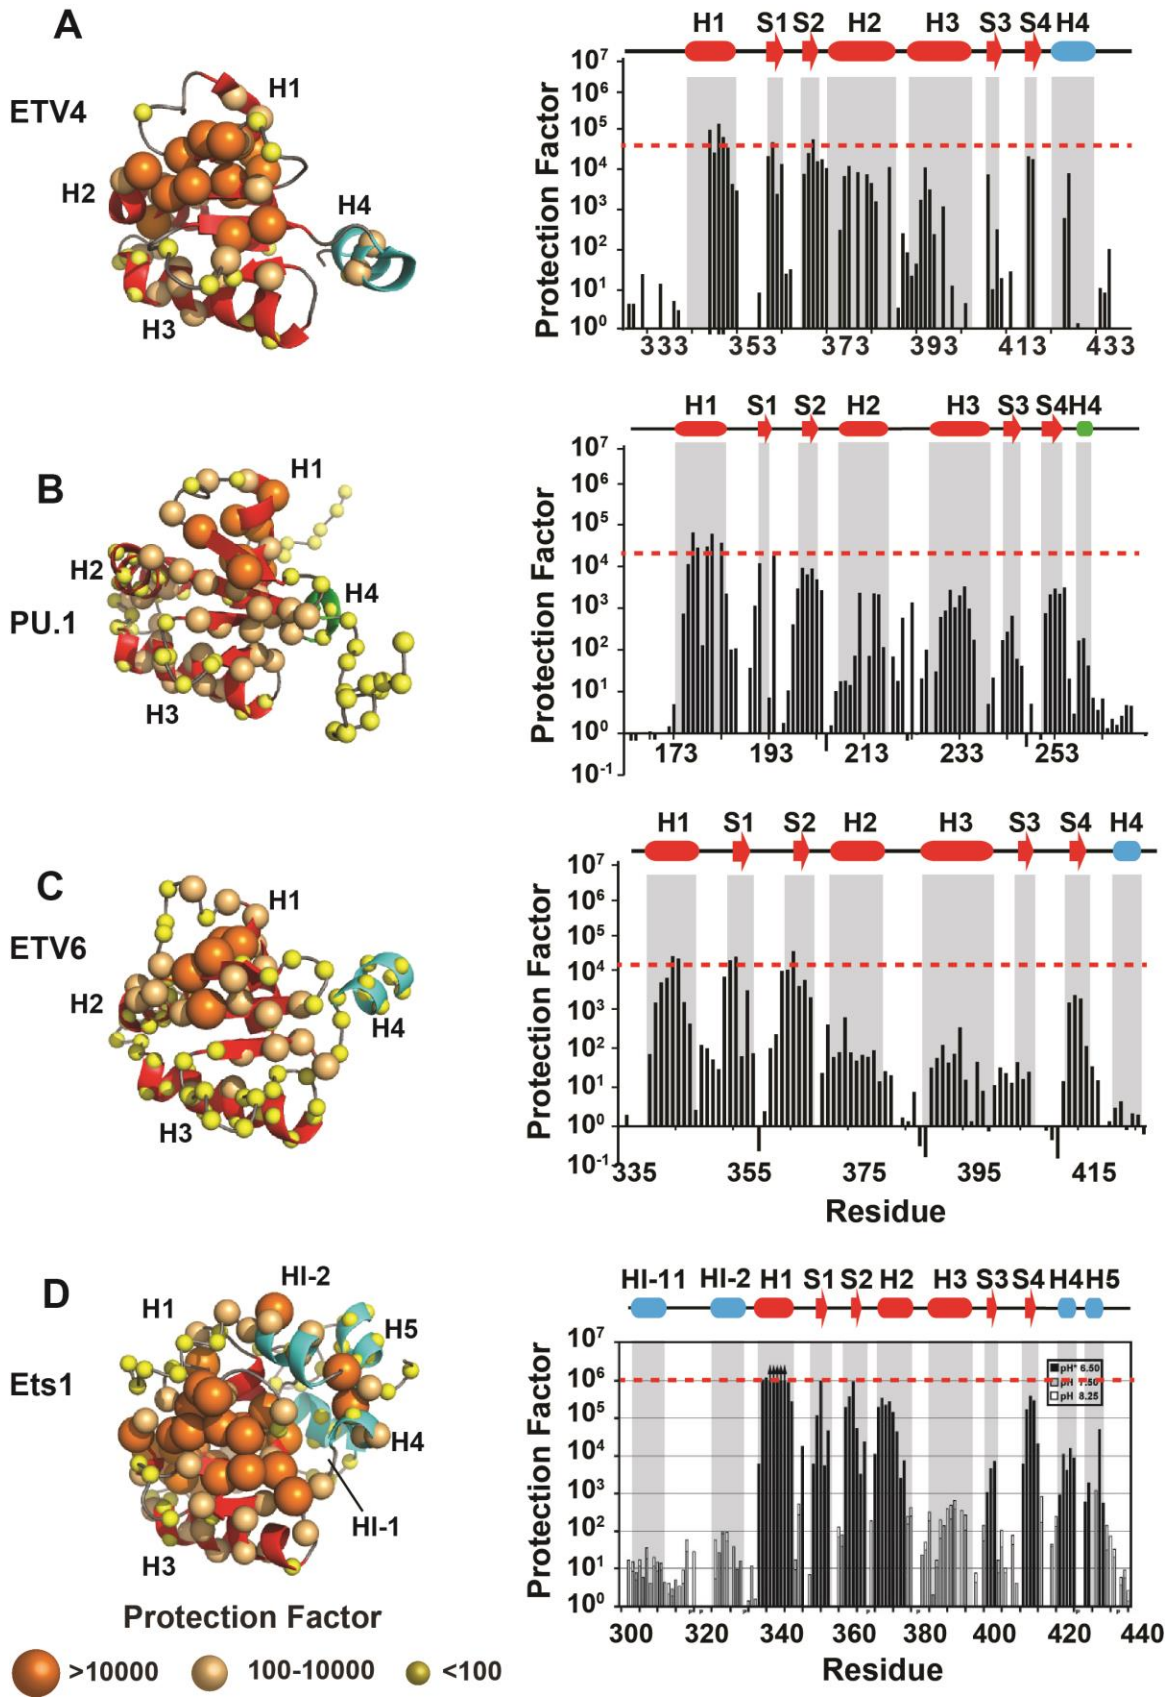 A
ETV4
H1
H2
H3
H4
H1 S1 S2 H2 H3 S3 S4 H4
Protection Factor
10^7
10^6
10^5
10^4
10^3
10^2
10^1
10^0
333 353 373 393 413 433
B
PU.1
H1
H2
H4
H3
H1 S1 S2 H2 H3 S3 S4 H4
Protection Factor
10^7
10^6
10^5
10^4
10^3
10^2
10^1
10^0
10^-1
173 193 213 233 253
C
ETV6
H1
H2
H4
H3
H1 S1 S2 H2 H3 S3 S4 H4
Protection Factor
10^7
10^6
10^5
10^4
10^3
10^2
10^1
10^0
10^-1
335 355 375 395 415
Residue
D
Ets1
HI-2
H1
H5
H4
HI-1
H3
HI-11 HI-2 H1 S1 S2 H2 H3 S3 S4 H4 H5
Protection Factor
10^7
10^6
10^5
10^4
10^3
10^2
10^1
10^0
pH* 6.50
pH 7.50
pH 8.25
300 320 340 360 380 400 420 440
Residue
Protection Factor
>10000 100-10000 <100